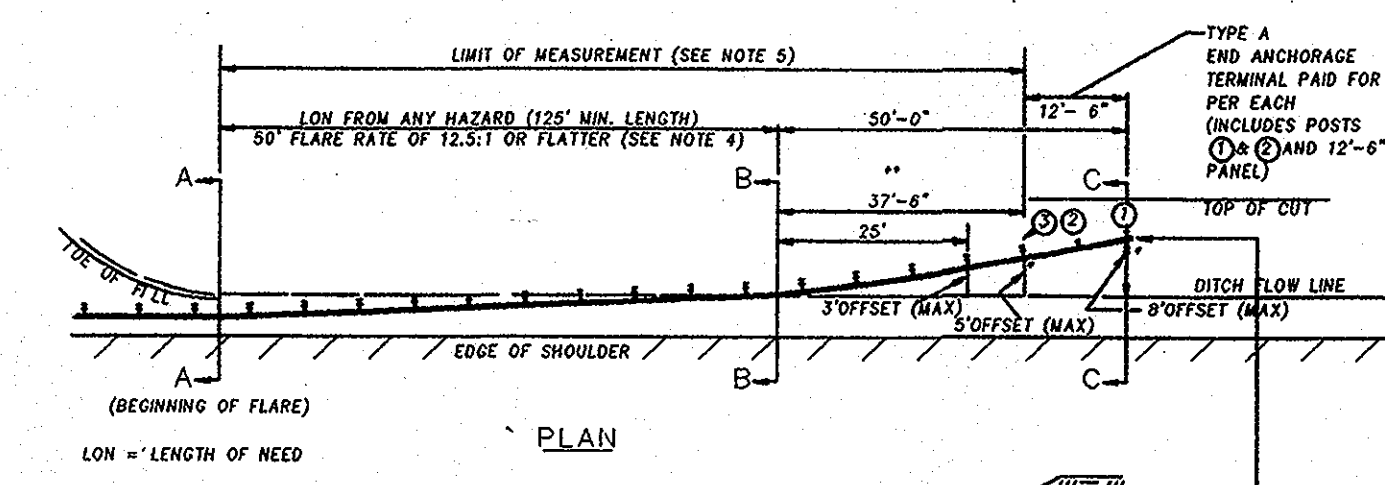 LIMIT OF MEASUREMENT (SEE NOTE 5)
TYPE A
END ANCHORAGE
TERMINAL PAID FOR
PER EACH
(INCLUDES POSTS
① & ② AND 12'-6"
PANEL)
LON FROM ANY HAZARD (125' MIN. LENGTH)
50' FLARE RATE OF 12.5:1 OR FLATTER (SEE NOTE 4)
50'-0"
12'- 6"
A
B
**
C
37'-6"
25'
③ ② ①
TOP OF CUT
TOE OF FILL
DITCH FLOW LINE
3'OFFSET (MAX)
5'OFFSET (MAX)
8'OFFSET (MAX)
EDGE OF SHOULDER
A
B
C
(BEGINNING OF FLARE)
PLAN
LON =' LENGTH OF NEED